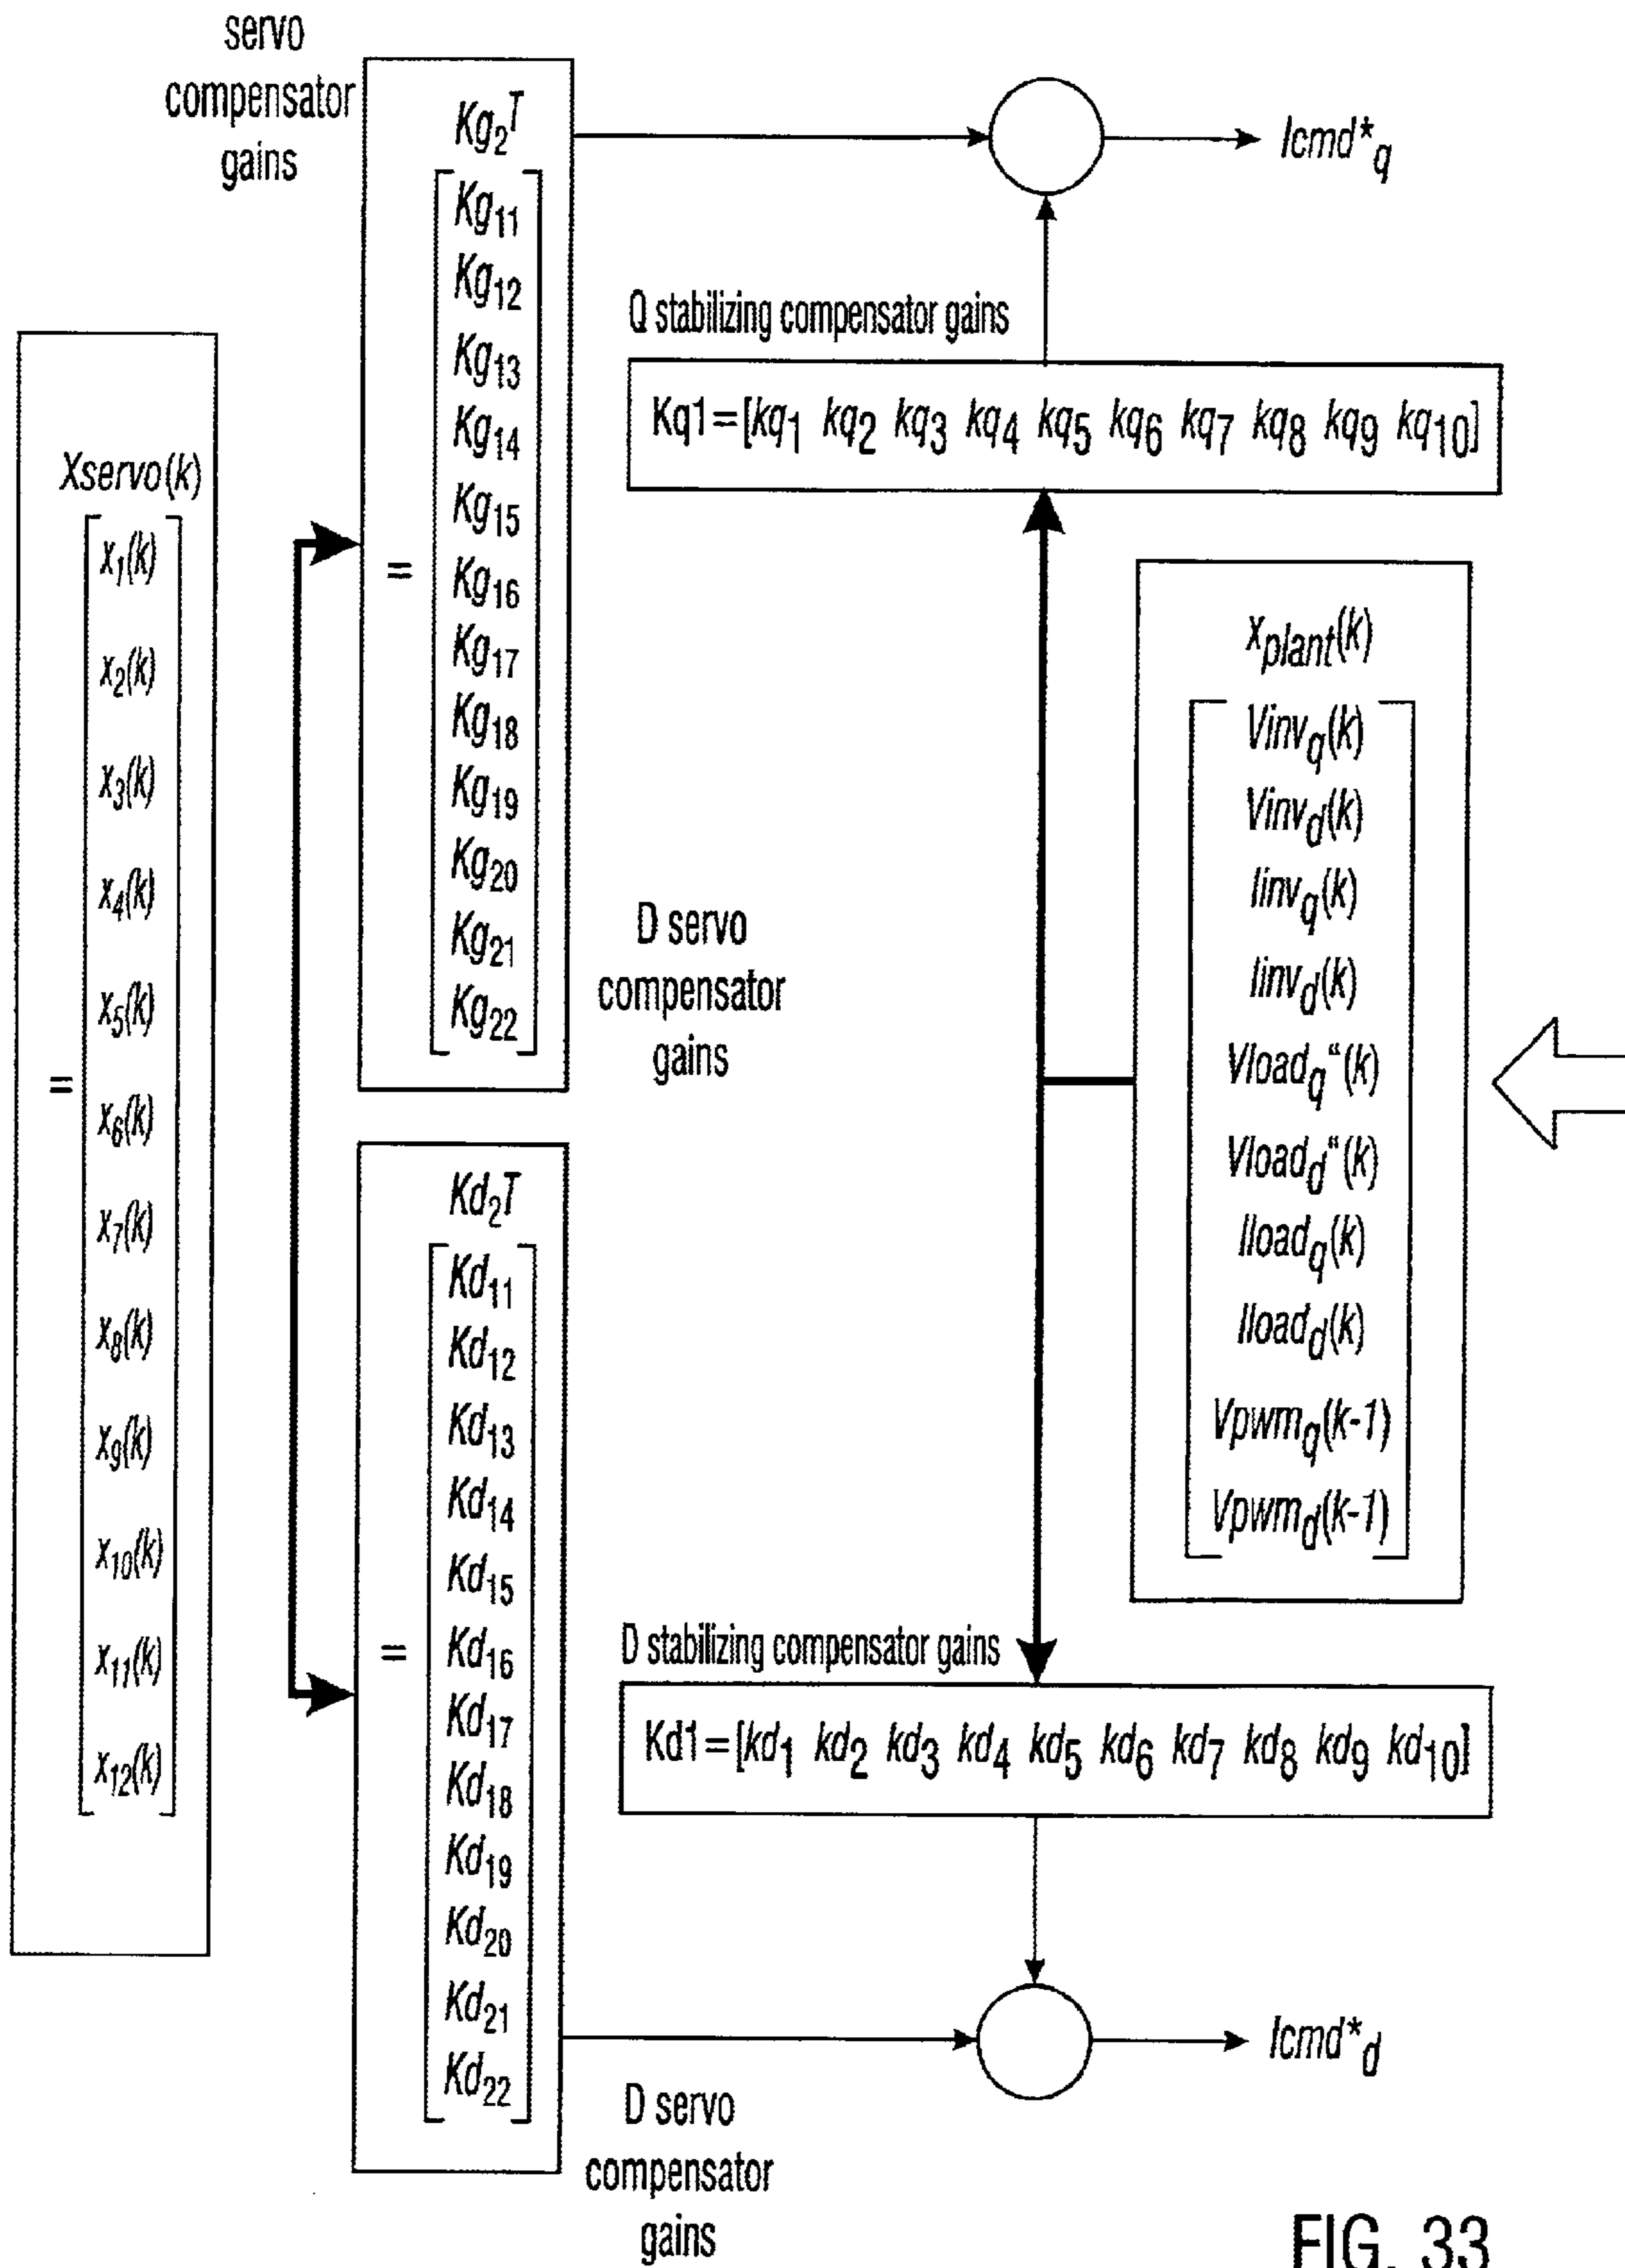 servo
compensator
gains
Kg₂T
=
Kg₁₁
Kg₁₂
Kg₁₃
Kg₁₄
Kg₁₅
Kg₁₆
Kg₁₇
Kg₁₈
Kg₁₉
Kg₂₀
Kg₂₁
Kg₂₂
Icmd*q
Q stabilizing compensator gains
Kq1=[kq₁ kq₂ kq₃ kq₄ kq₅ kq₆ kq₇ kq₈ kq₉ kq₁₀]
Xservo(k)
=
x₁(k)
x₂(k)
x₃(k)
x₄(k)
x₅(k)
x₆(k)
x₇(k)
x₈(k)
x₉(k)
x₁₀(k)
x₁₁(k)
x₁₂(k)
xplant(k)
Vinvq(k)
Vinvd(k)
Iinvq(k)
Iinvd(k)
Vloadq“(k)
Vloadd“(k)
Iloadq(k)
Iloadd(k)
Vpwmq(k-1)
Vpwmd(k-1)
D servo
compensator
gains
Kd₂T
=
Kd₁₁
Kd₁₂
Kd₁₃
Kd₁₄
Kd₁₅
Kd₁₆
Kd₁₇
Kd₁₈
Kd₁₉
Kd₂₀
Kd₂₁
Kd₂₂
D stabilizing compensator gains
Kd1=[kd₁ kd₂ kd₃ kd₄ kd₅ kd₆ kd₇ kd₈ kd₉ kd₁₀]
Icmd*d
D servo
compensator
gains
FIG. 33